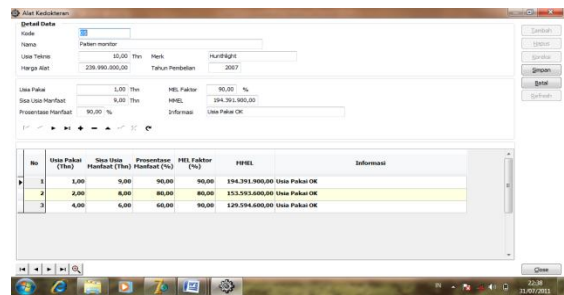 Alat Kedokteran
Detail Data
Kode
Nama Patien monitor
Usia Teknis 10,00 Thn Merk Hunthlight
Harga Alat 239.990.000,00 Tahun Pembelian 2007
Usia Pakai 1,00 Thn MEL Faktor 90,00 %
Sisa Usia Manfaat 9,00 Thn MMEL 194.391.900,00
Prosentase Manfaat 90,00 % Informasi Usia Pakai OK
No Usia Pakai (Thn) Sisa Usia Manfaat (Thn) Prosentase Manfaat (%) MEL Faktor (%) MMEL Informasi
1 1,00 9,00 90,00 90,00 194.391.900,00 Usia Pakai OK
2 2,00 8,00 80,00 80,00 153.593.600,00 Usia Pakai OK
3 4,00 6,00 60,00 90,00 129.594.600,00 Usia Pakai OK
Tambah
Hapus
Koreksi
Simpan
Batal
Refresh
Close
IN
22:38
31/07/2011